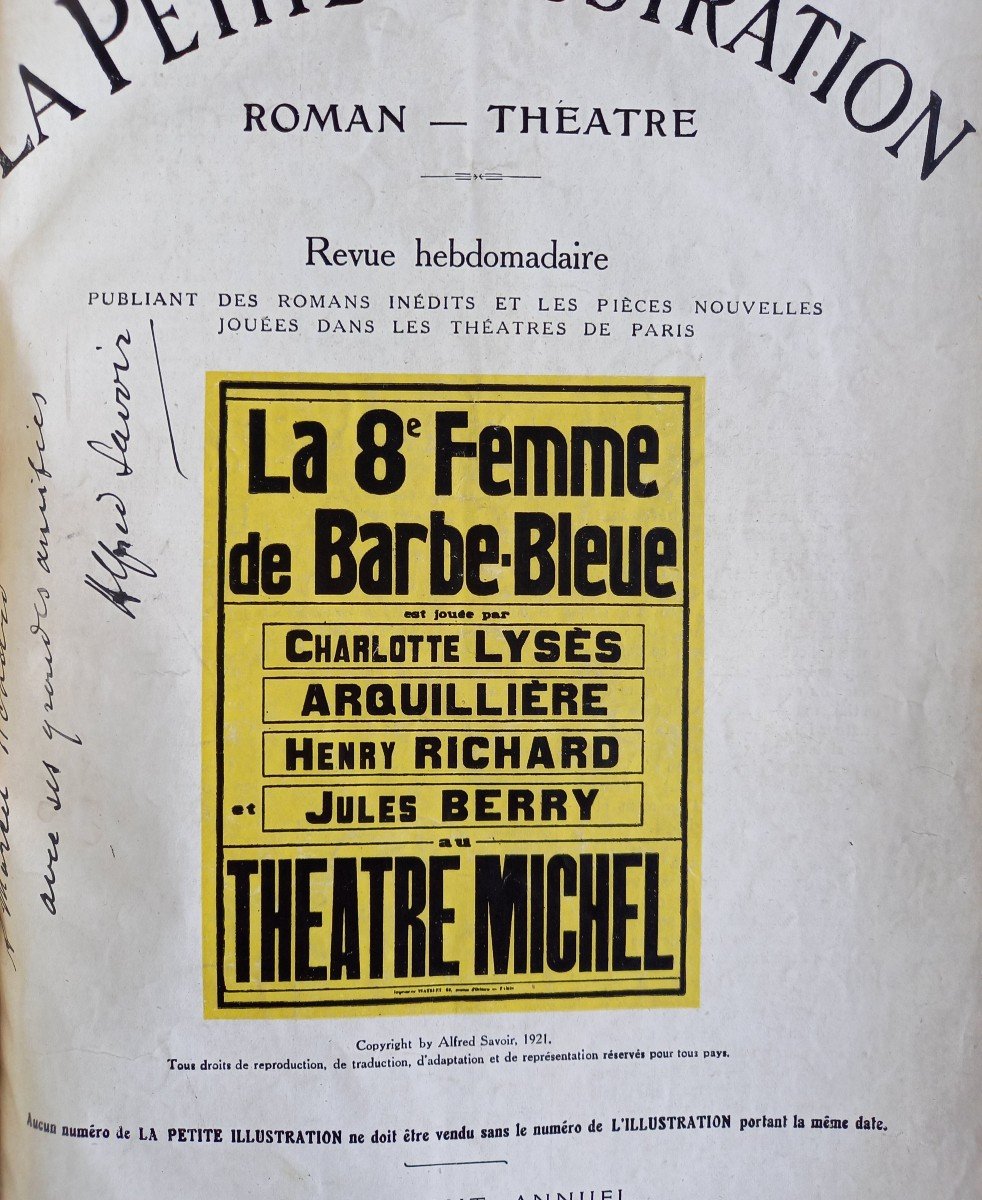 LA PETITE ILLUSTRATION
ROMAN — THÉATRE
Revue hebdomadaire
PUBLIANT DES ROMANS INÉDITS ET LES PIÈCES NOUVELLES
JOUÉES DANS LES THÉATRES DE PARIS
avec ses grandes amitiés
Alfred Savoir
La 8e Femme
de Barbe-Bleue
est jouée par
CHARLOTTE LYSÈS
ARQUILLIÈRE
HENRY RICHARD
et JULES BERRY
au
THEATRE MICHEL
Copyright by Alfred Savoir, 1921.
Tous droits de reproduction, de traduction, d'adaptation et de représentation réservés pour tous pays.
Aucun numéro de LA PETITE ILLUSTRATION ne doit être vendu sans le numéro de L'ILLUSTRATION portant la même date.
ANNUEL